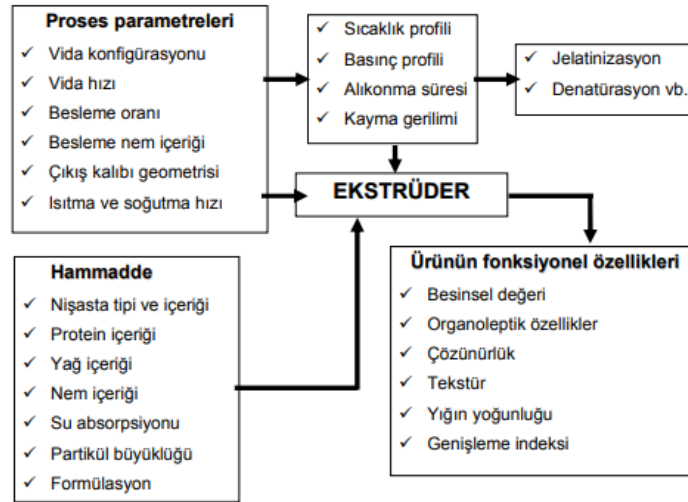 Proses parametreleri
✓ Vida konfigürasyonu
✓ Vida hızı
✓ Besleme oranı
✓ Besleme nem içeriği
✓ Çıkış kalıbı geometrisi
✓ Isıtma ve soğutma hızı
✓ Sıcaklık profili
✓ Basınç profili
✓ Alıkonma süresi
✓ Kayma gerilimi
✓ Jelatinizasyon
✓ Denatürasyon vb.
EKSTRÜDER
Hammadde
✓ Nişasta tipi ve içeriği
✓ Protein içeriği
✓ Yağ içeriği
✓ Nem içeriği
✓ Su absorpsiyonu
✓ Partikül büyüklüğü
✓ Formülasyon
Ürünün fonksiyonel özellikleri
✓ Besinsel değeri
✓ Organoleptik özellikler
✓ Çözünürlük
✓ Tekstür
✓ Yığın yoğunluğu
✓ Genişleme indeksi